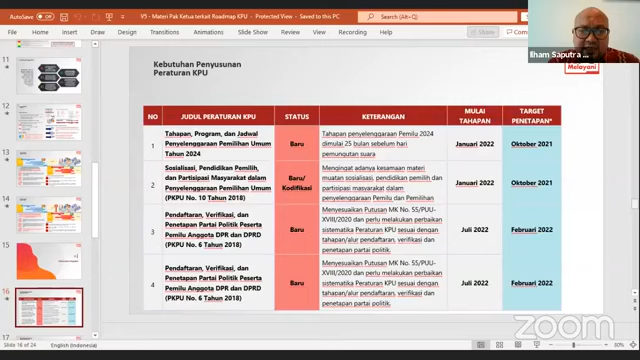 AutoSave
Off
V5 - Materi Pak Ketua terkait Roadmap KPU - Protected View - Saved to this PC
Search
File
Home
Insert
Draw
Design
Transitions
Animations
Slide Show
Review
View
Help
Share
Ilham Saputra
Melayani
11
12
13
14
15
16
17
Kebutuhan Penyusunan
Peraturan KPU
NO
JUDUL PERATURAN KPU
STATUS
KETERANGAN
MULAI
TAHAPAN
TARGET
PENETAPAN*
1
Tahapan, Program, dan Jadwal
Penyelenggaraan Pemilihan Umum
Tahun 2024
Baru
Tahapan penyelenggaraan Pemilu 2024
dimulai 25 bulan sebelum hari
pemungutan suara
Januari 2022
Oktober 2021
2
Sosialisasi, Pendidikan Pemilih,
dan Partisipasi Masyarakat dalam
Penyelenggaraan Pemilihan Umum
(PKPU No. 10 Tahun 2018)
Baru/
Kodifikasi
Mengingat adanya kesamaan materi
muatan sosialisasi, pendidikan pemilih dan
partisipasi masyarakat dalam
penyelenggaraan Pemilu dan Pemilihan
Januari 2022
Oktober 2021
3
Pendaftaran, Verifikasi, dan
Penetapan Partai Politik Peserta
Pemilu Anggota DPR dan DPRD
(PKPU No. 6 Tahun 2018)
Baru
Menyesuaikan Putusan MK No. 55/PUU-
XVIII/2020 dan perlu melakukan perbaikan
sistematika Peraturan KPU sesuai dengan
tahapan/alur pendaftaran, verifikasi dan
penetapan partai politik.
Juli 2022
Februari 2022
4
Pendaftaran, Verifikasi, dan
Penetapan Partai Politik Peserta
Pemilu Anggota DPR dan DPRD
(PKPU No. 6 Tahun 2018)
Baru
Menyesuaikan Putusan MK No. 55/PUU-
XVIII/2020 dan perlu melakukan perbaikan
sistematika Peraturan KPU sesuai dengan
tahapan/alur pendaftaran, verifikasi dan
penetapan partai politik.
Juli 2022
Februari 2022
zoom
Slide 16 of 24
English (Indonesia)
50%